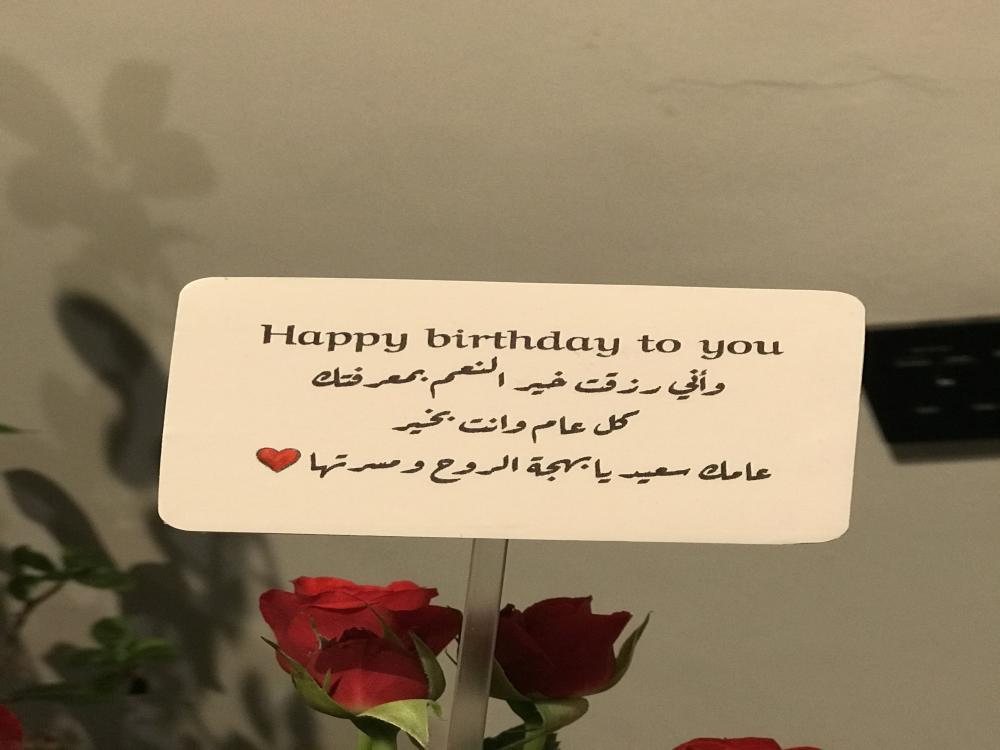 Happy birthday to you
وأني رزقت خير النعم بمعرفتك
كل عام وانت بخير
عامك سعيد يا بهجة الروح ومسرتها ❤️